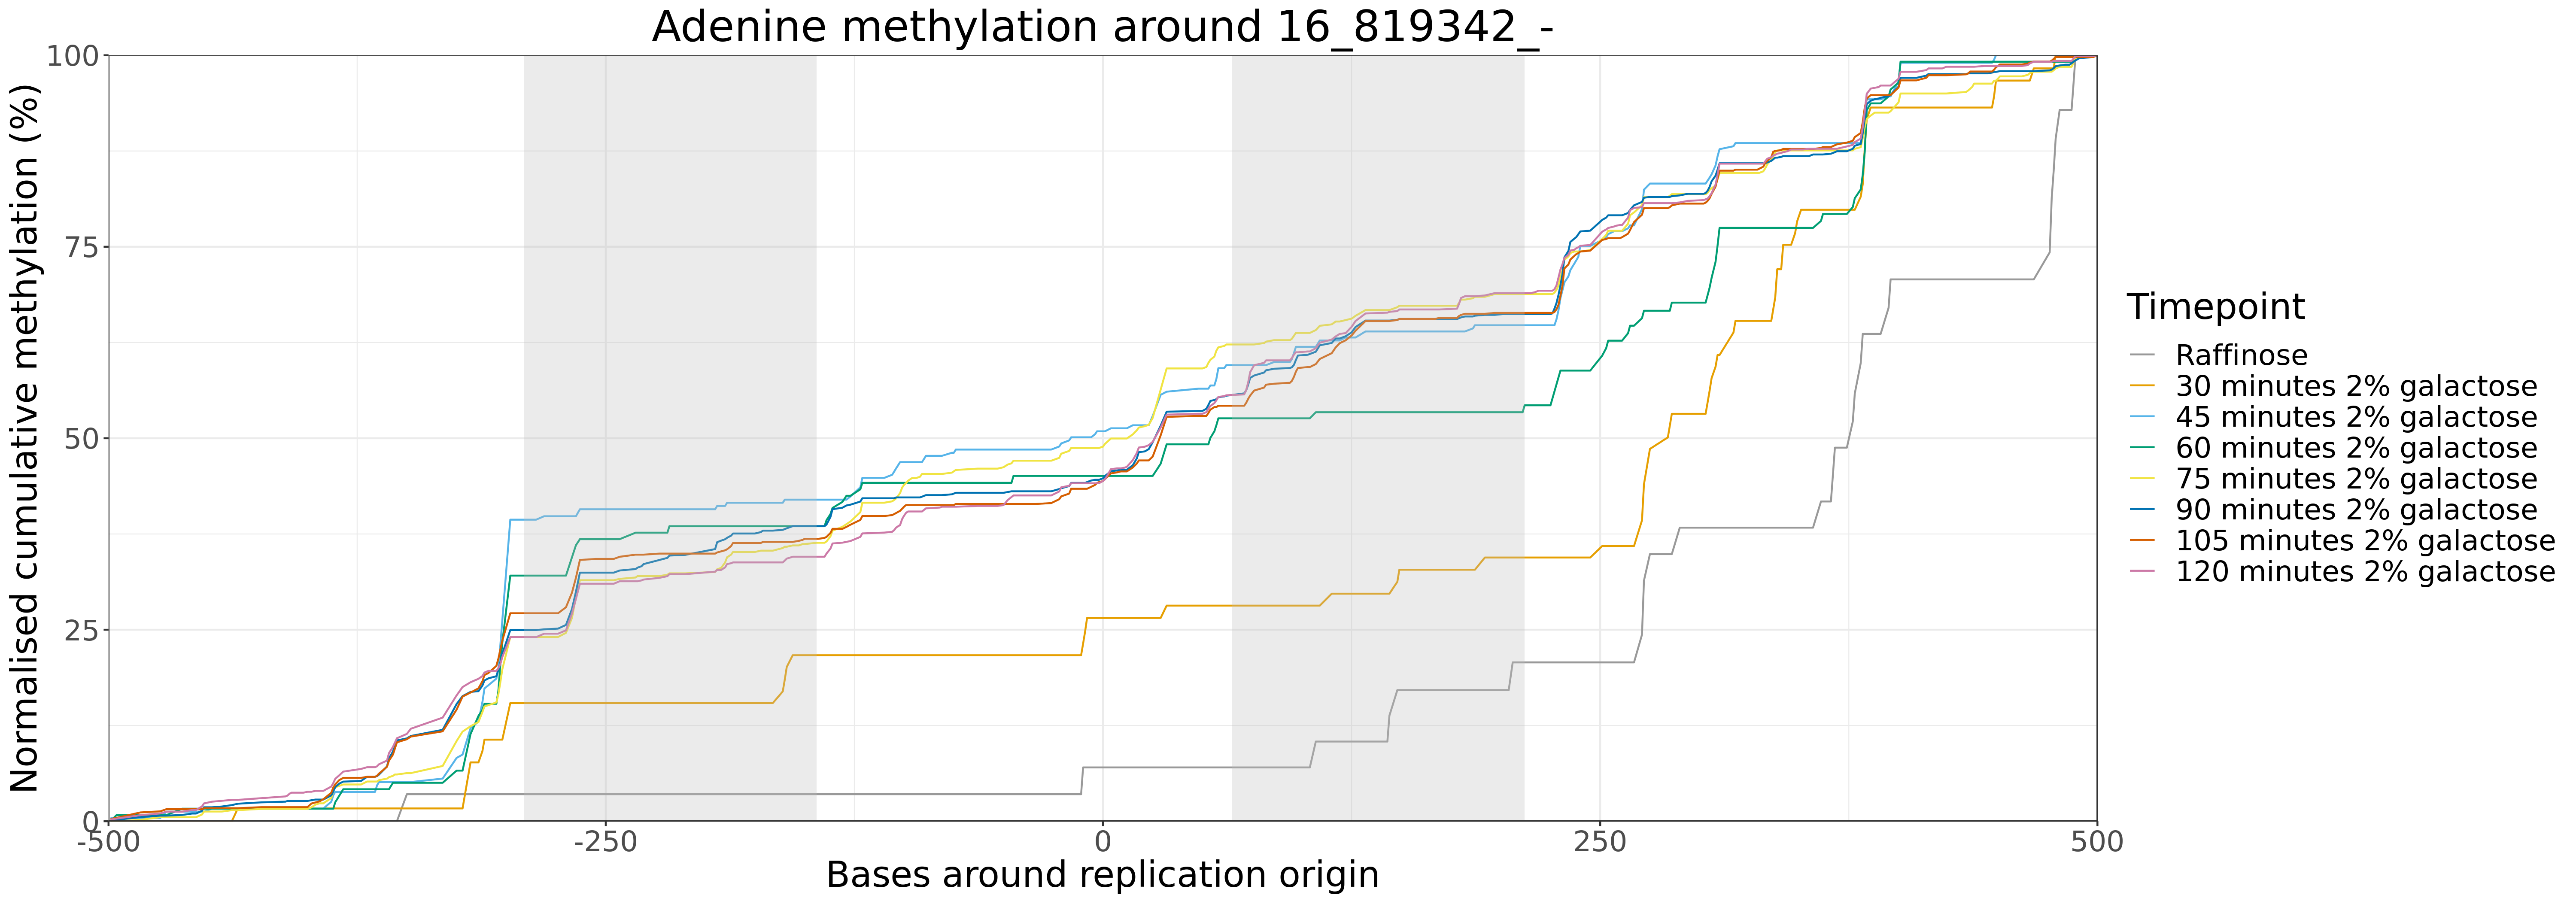 Adenine methylation around 16_819342_-
Normalised cumulative methylation (%)
100
75
50
25
0
-500
-250
0
250
500
Bases around replication origin
Timepoint
Raffinose
30 minutes 2% galactose
45 minutes 2% galactose
60 minutes 2% galactose
75 minutes 2% galactose
90 minutes 2% galactose
105 minutes 2% galactose
120 minutes 2% galactose